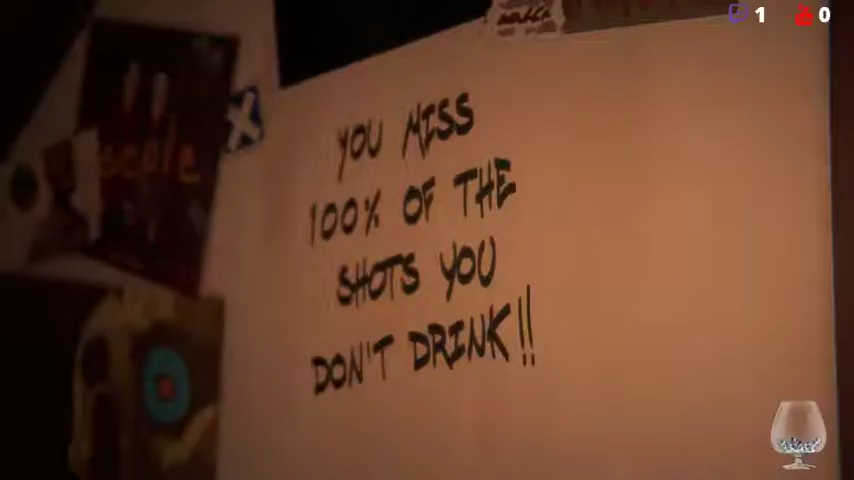 1
0
YOU MISS
100% OF THE
SHOTS YOU
DON'T DRINK!!